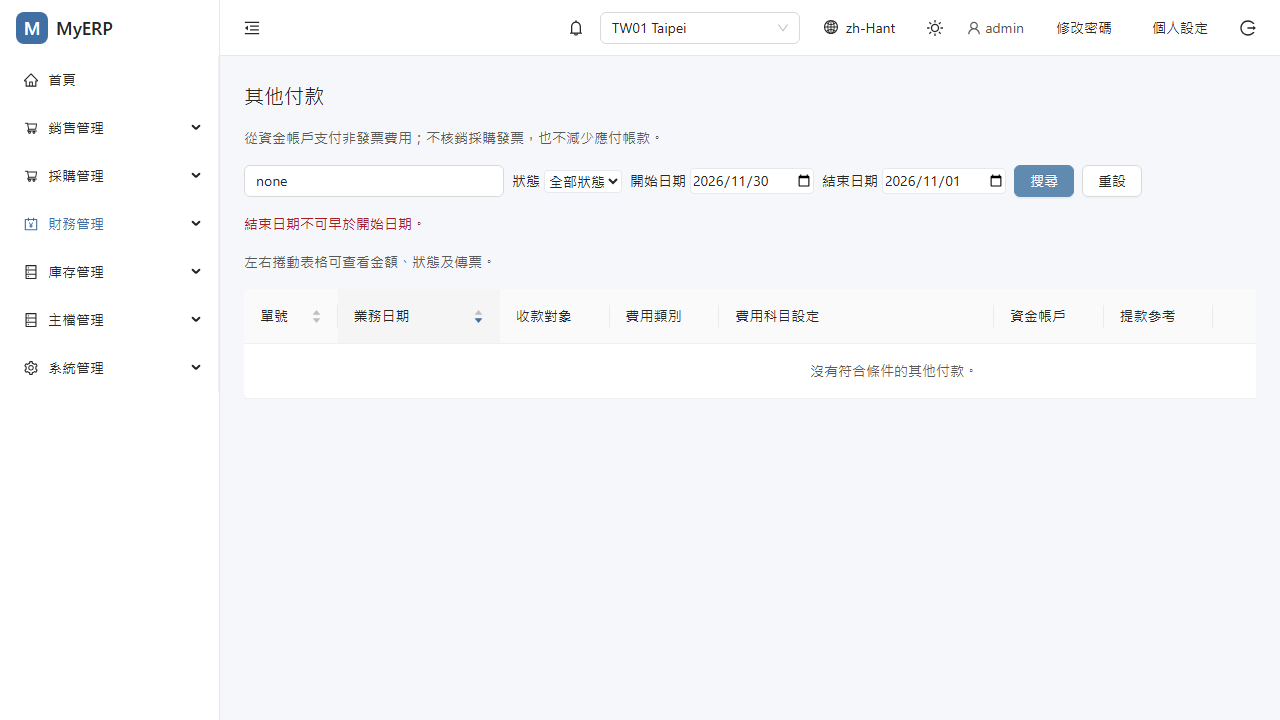 M MyERP
TW01 Taipei
zh-Hant
admin
修改密碼
個人設定
首頁
銷售管理
採購管理
財務管理
庫存管理
主檔管理
系統管理
其他付款
從資金帳戶支付非發票費用；不核銷採購發票，也不減少應付帳款。
none 狀態 全部狀態 開始日期 2026/11/30 結束日期 2026/11/01 搜尋 重設
結束日期不可早於開始日期。
左右捲動表格可查看金額、狀態及傳票。
單號 業務日期 收款對象 費用類別 費用科目設定 資金帳戶 提款參考
沒有符合條件的其他付款。